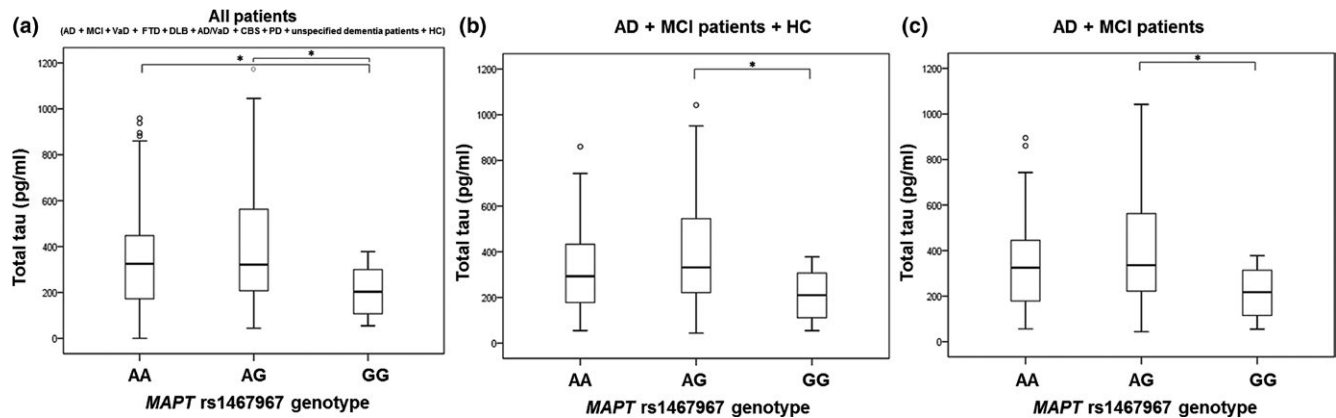 (a)
All patients
(AD + MCI + VaD + FTD + DLB + AD/VaD + CBS + PD + unspecified dementia patients + HC)
Total tau (pg/ml)
1200
1000
800
600
400
200
0
*
*
AA
AG
GG
MAPT rs1467967 genotype
(b)
AD + MCI patients + HC
Total tau (pg/ml)
1200
1000
800
600
400
200
0
*
AA
AG
GG
MAPT rs1467967 genotype
(c)
AD + MCI patients
Total tau (pg/ml)
1200
1000
800
600
400
200
0
*
AA
AG
GG
MAPT rs1467967 genotype